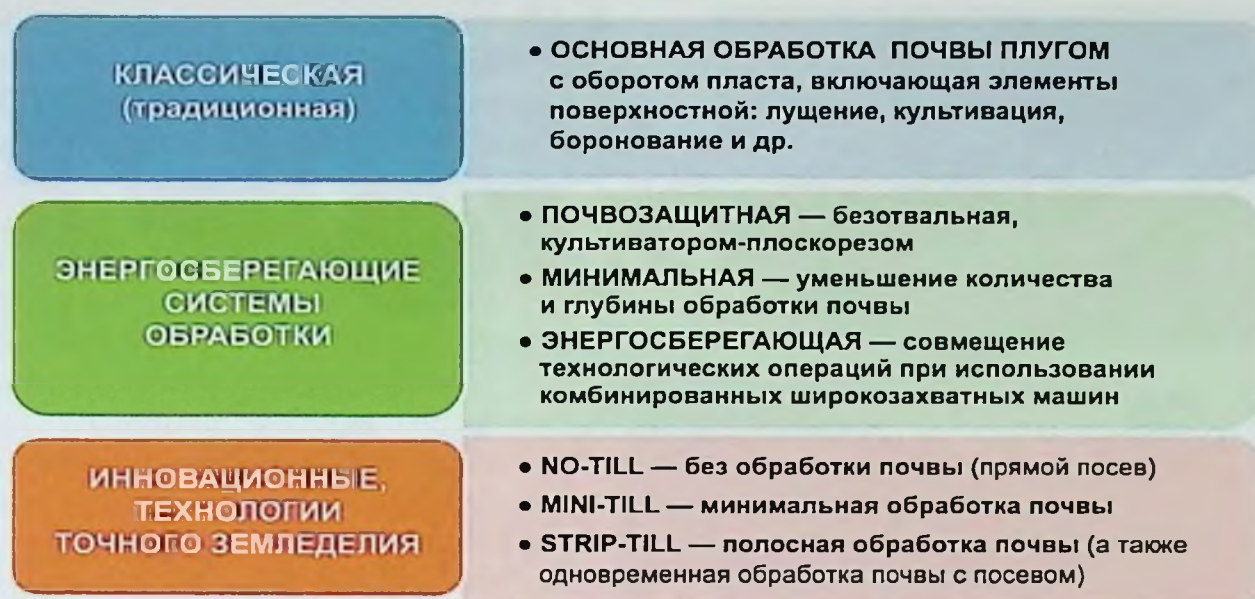 КЛАССИЧЕСКАЯ
(традиционная)
• ОСНОВНАЯ ОБРАБОТКА ПОЧВЫ ПЛУГОМ
с оборотом пласта, включающая элементы
поверхностной: лущение, культивация,
боронование и др.
ЭНЕРГОСБЕРЕГАЮЩИЕ
СИСТЕМЫ
ОБРАБОТКИ
• ПОЧВОЗАЩИТНАЯ — безотвальная,
культиватором-плоскорезом
• МИНИМАЛЬНАЯ — уменьшение количества
и глубины обработки почвы
• ЭНЕРГОСБЕРЕГАЮЩАЯ — совмещение
технологических операций при использовании
комбинированных широкозахватных машин
ИННОВАЦИОННЫЕ,
ТЕХНОЛОГИИ
ТОЧНОГО ЗЕМЛЕДЕЛИЯ
• NO-TILL — без обработки почвы (прямой посев)
• MINI-TILL — минимальная обработка почвы
• STRIP-TILL — полосная обработка почвы (а также
одновременная обработка почвы с посевом)